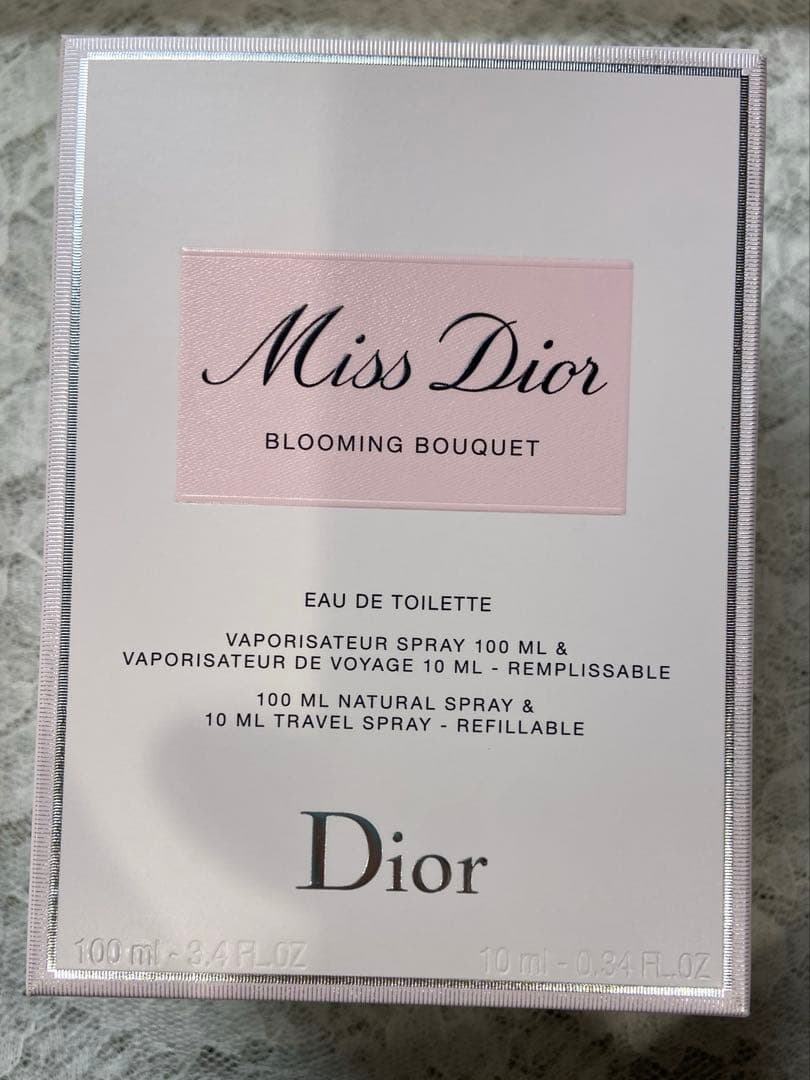 Miss Dior
BLOOMING BOUQUET
EAU DE TOILETTE
VAPORISATEUR SPRAY 100 ML &
VAPORISATEUR DE VOYAGE 10 ML - REMPLISSABLE
100 ML NATURAL SPRAY &
10 ML TRAVEL SPRAY - REFILLABLE
Dior
100 ml - 3.4 FL.OZ
10 ml - 0.34 FL.OZ